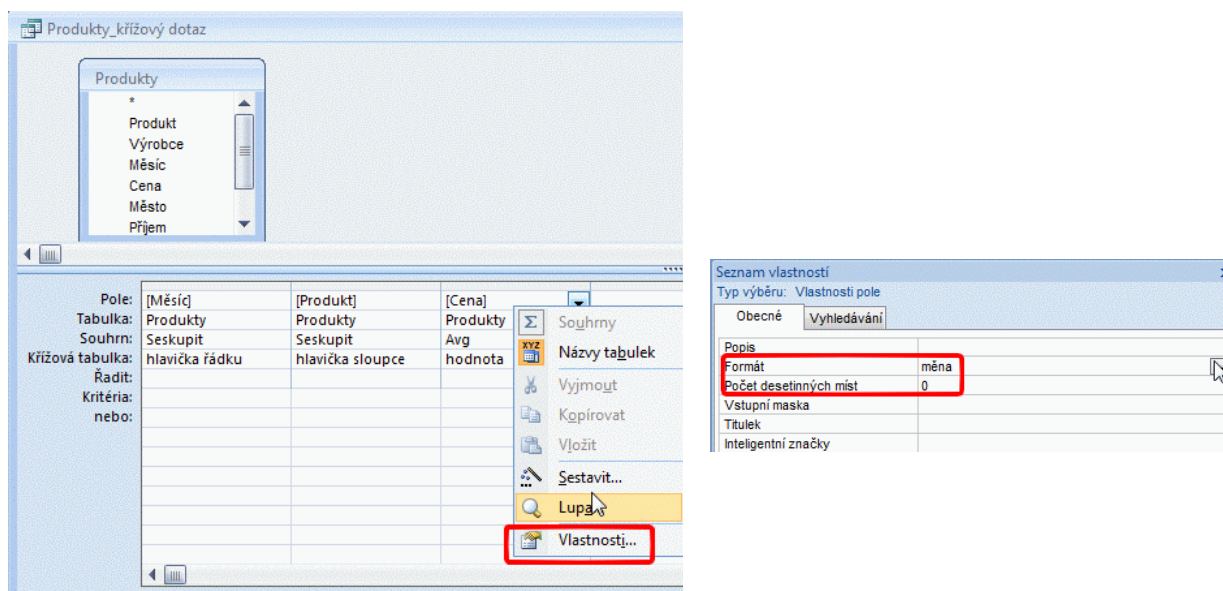 Produkty_křížový dotaz
Produkty
*
Produkt
Výrobce
Měsíc
Cena
Město
Příjem
Pole: [Měsíc] [Produkt] [Cena]
Tabulka: Produkty Produkty Produkty
Souhrn: Seskupit Seskupit Avg
Křížová tabulka: hlavička řádku hlavička sloupce hodnota
Řadit:
Kritéria:
nebo:
Σ Souhrny
XYZ Názvy tabulek
Vyjmout
Kopírovat
Vložit
Sestavit...
Lupa
Vlastnosti...
Seznam vlastností
Typ výběru: Vlastnosti pole
Obecné Vyhledávání
Popis
Formát měna
Počet desetinných míst 0
Vstupní maska
Titulek
Inteligentní značky